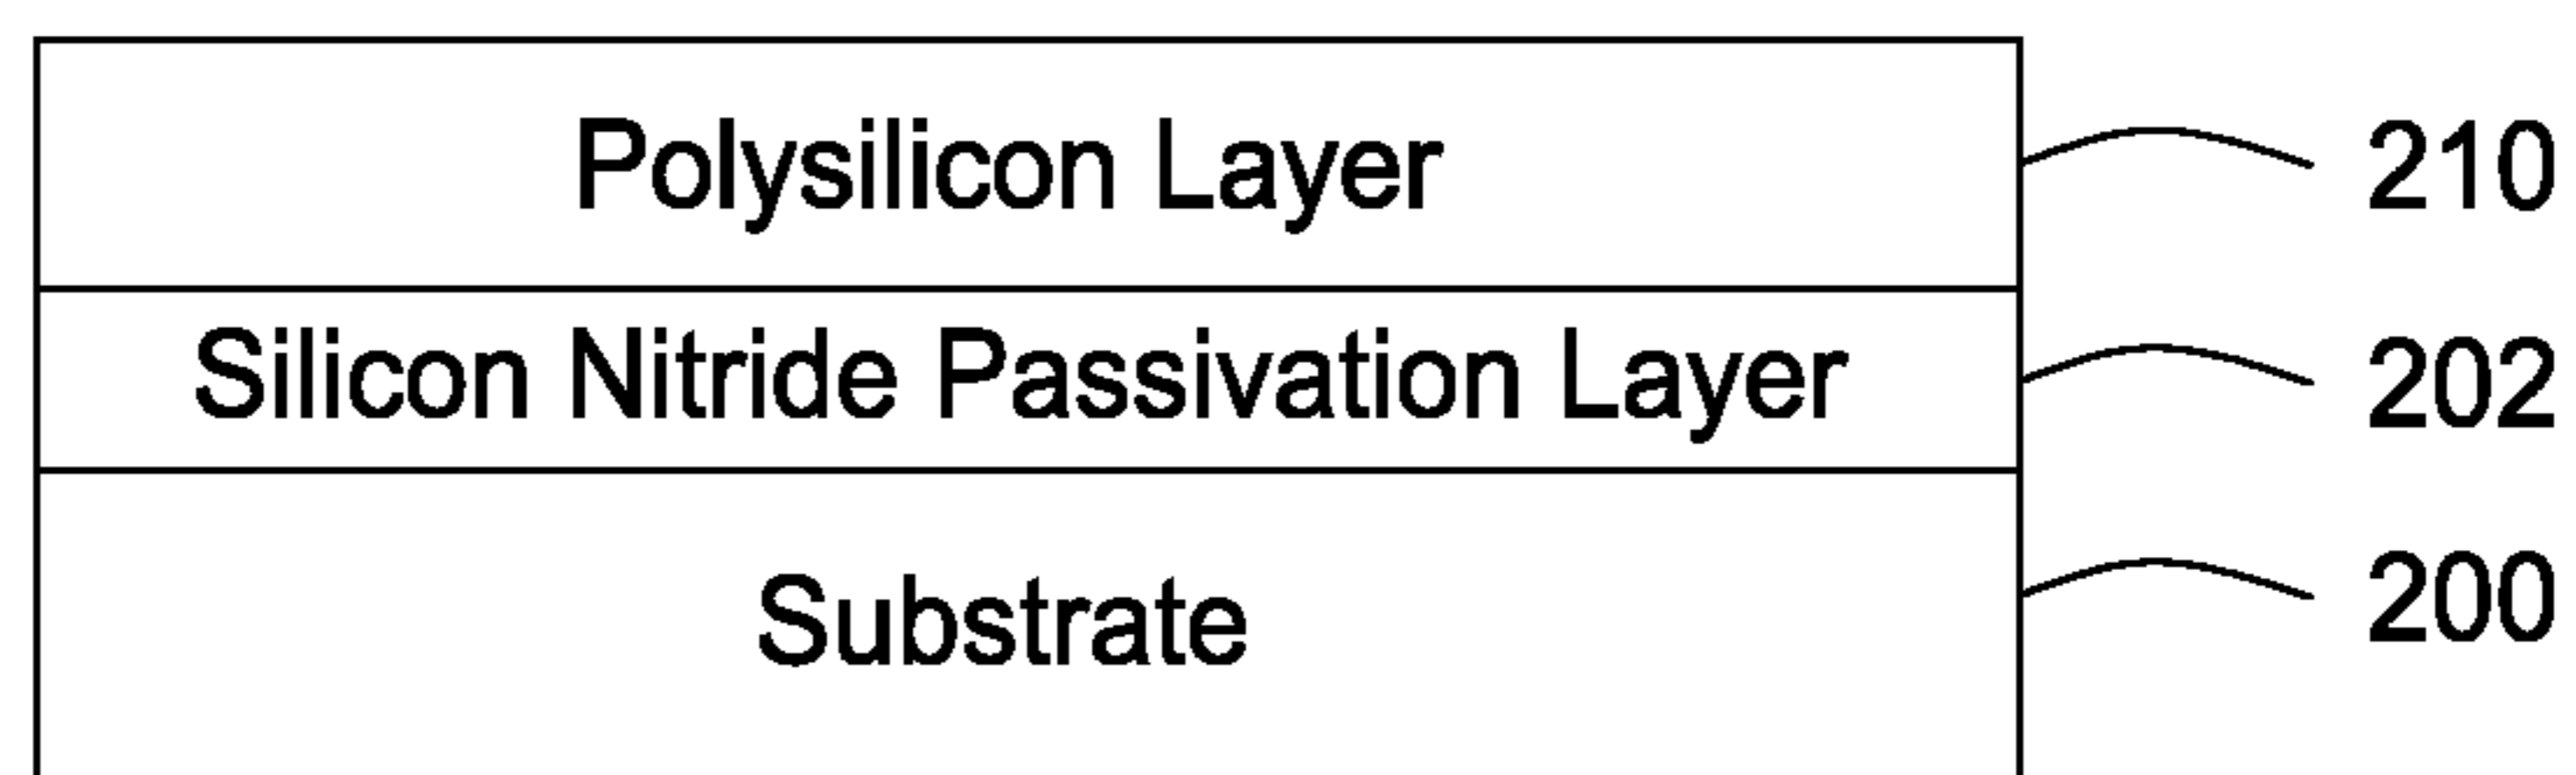 Polysilicon Layer 210
Silicon Nitride Passivation Layer 202
Substrate 200